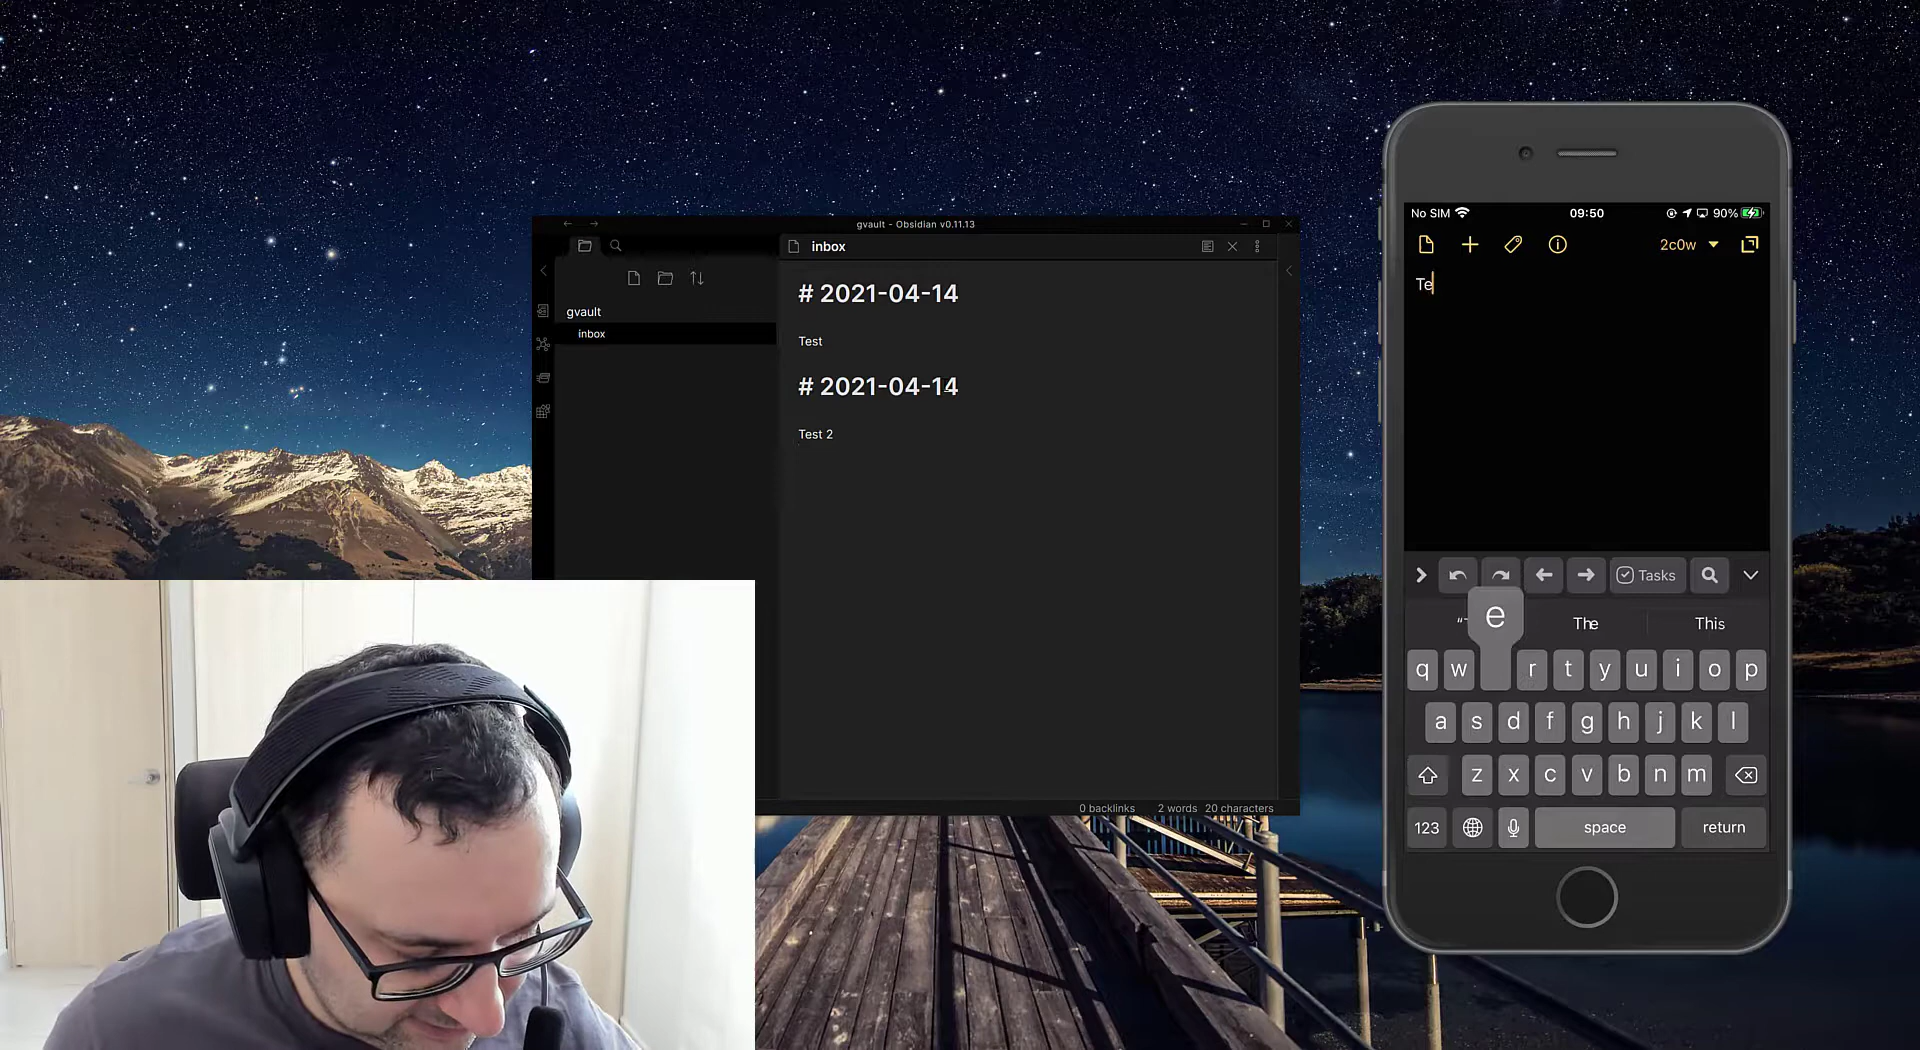 gvault - Obsidian v0.11.13
inbox
gvault
inbox
# 2021-04-14
Test
# 2021-04-14
Test 2
0 backlinks 2 words 20 characters
No SIM 09:50 90%
2c0w
Te
Tasks
e The This
q w r t y u i o p
a s d f g h j k l
z x c v b n m
123 space return